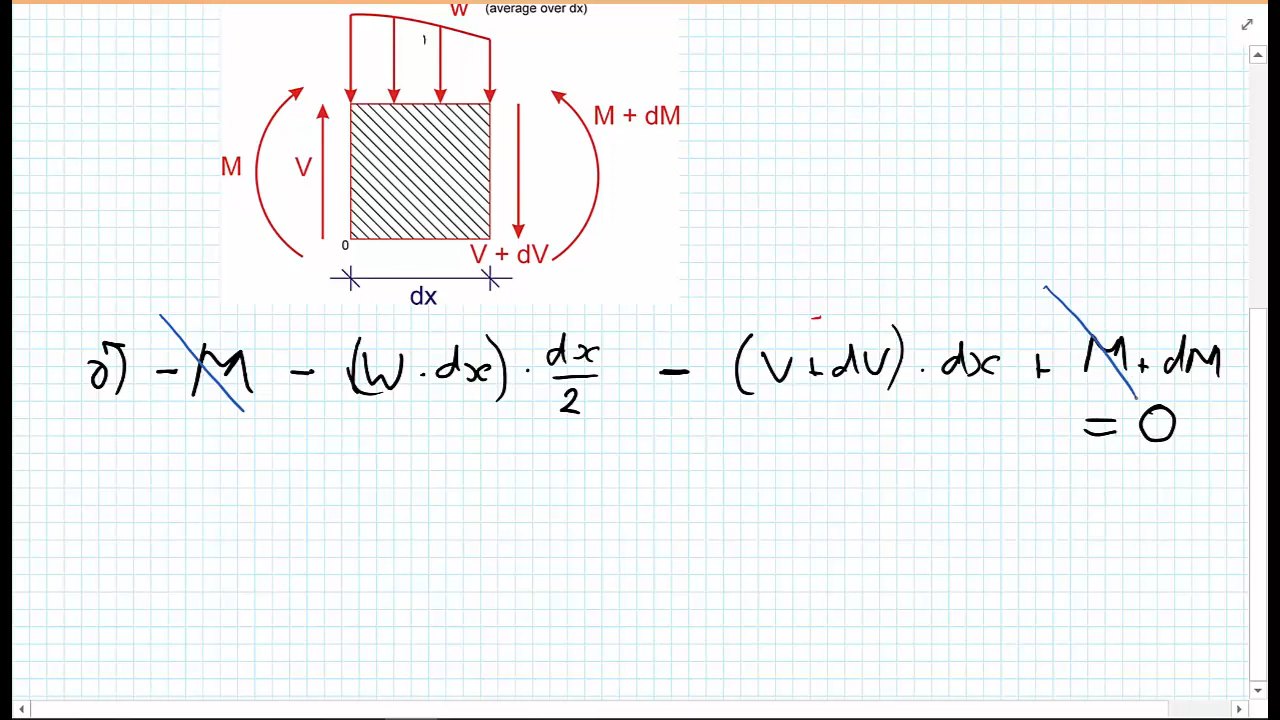 w (average over dx)
M V M + dM
0 V + dV
dx
- M - (W · dx) · dx/2 - (V + dV) · dx + M + dM
= 0